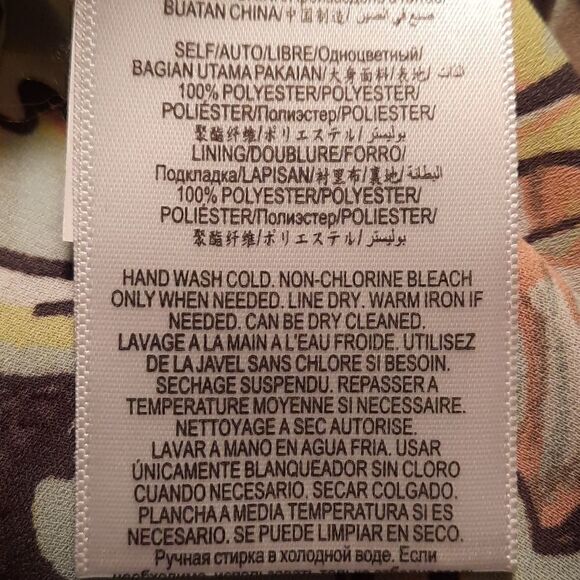 BUATAN CHINA/中国制造/ صنع في الصين
SELF/AUTO/LIBRE/Одноцветный/
BAGIAN UTAMA PAKAIAN/大身面料/表地/ الذات
100% POLYESTER/POLYESTER/
POLIÉSTER/Полиэстер/POLIESTER/
聚酯纤维/ポリエステル/ بوليستر
LINING/DOUBLURE/FORRO/
Подкладка/LAPISAN/衬里布/裏地/ البطانة
100% POLYESTER/POLYESTER/
POLIÉSTER/Полиэстер/POLIESTER/
聚酯纤维/ポリエステル/ بوليستر
HAND WASH COLD. NON-CHLORINE BLEACH
ONLY WHEN NEEDED. LINE DRY. WARM IRON IF
NEEDED. CAN BE DRY CLEANED.
LAVAGE A LA MAIN A L'EAU FROIDE. UTILISEZ
DE LA JAVEL SANS CHLORE SI BESOIN.
SECHAGE SUSPENDU. REPASSER A
TEMPERATURE MOYENNE SI NECESSAIRE.
NETTOYAGE A SEC AUTORISE.
LAVAR A MANO EN AGUA FRIA. USAR
ÚNICAMENTE BLANQUEADOR SIN CLORO
CUANDO NECESARIO. SECAR COLGADO.
PLANCHA A MEDIA TEMPERATURA SI ES
NECESARIO. SE PUEDE LIMPIAR EN SECO.
Ручная стирка в холодной воде. Если
необходимо, использовать только